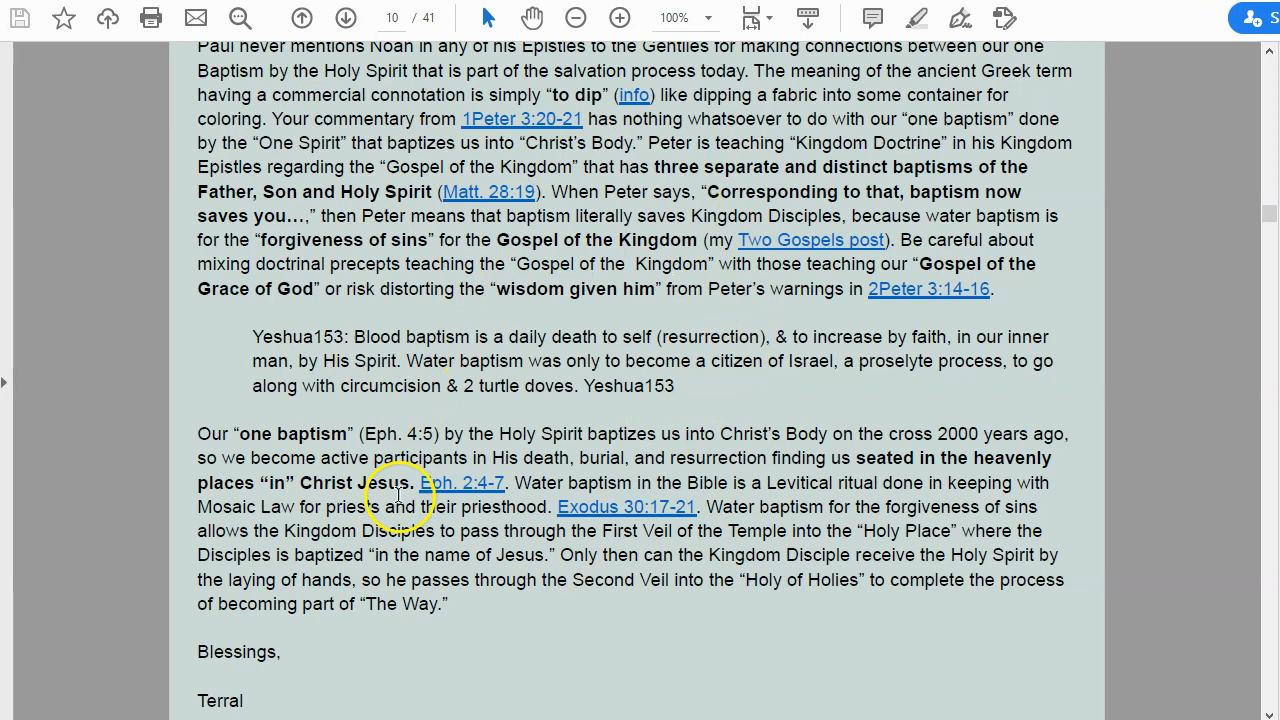 10 / 41
100%
S
Paul never mentions Noah in any of his Epistles to the Gentiles for making connections between our one
Baptism by the Holy Spirit that is part of the salvation process today. The meaning of the ancient Greek term
having a commercial connotation is simply “to dip” (info) like dipping a fabric into some container for
coloring. Your commentary from 1Peter 3:20-21 has nothing whatsoever to do with our “one baptism” done
by the “One Spirit” that baptizes us into “Christ’s Body.” Peter is teaching “Kingdom Doctrine” in his Kingdom
Epistles regarding the “Gospel of the Kingdom” that has three separate and distinct baptisms of the
Father, Son and Holy Spirit (Matt. 28:19). When Peter says, “Corresponding to that, baptism now
saves you…,” then Peter means that baptism literally saves Kingdom Disciples, because water baptism is
for the “forgiveness of sins” for the Gospel of the Kingdom (my Two Gospels post). Be careful about
mixing doctrinal precepts teaching the “Gospel of the Kingdom” with those teaching our “Gospel of the
Grace of God” or risk distorting the “wisdom given him” from Peter’s warnings in 2Peter 3:14-16.
Yeshua153: Blood baptism is a daily death to self (resurrection), & to increase by faith, in our inner
man, by His Spirit. Water baptism was only to become a citizen of Israel, a proselyte process, to go
along with circumcision & 2 turtle doves. Yeshua153
Our “one baptism” (Eph. 4:5) by the Holy Spirit baptizes us into Christ’s Body on the cross 2000 years ago,
so we become active participants in His death, burial, and resurrection finding us seated in the heavenly
places “in” Christ Jesus. Eph. 2:4-7. Water baptism in the Bible is a Levitical ritual done in keeping with
Mosaic Law for priests and their priesthood. Exodus 30:17-21. Water baptism for the forgiveness of sins
allows the Kingdom Disciples to pass through the First Veil of the Temple into the “Holy Place” where the
Disciples is baptized “in the name of Jesus.” Only then can the Kingdom Disciple receive the Holy Spirit by
the laying of hands, so he passes through the Second Veil into the “Holy of Holies” to complete the process
of becoming part of “The Way.”
Blessings,
Terral